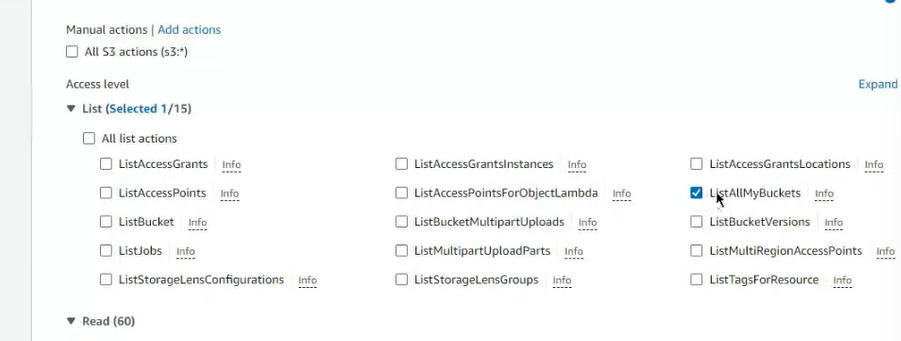 Manual actions | Add actions
All S3 actions (s3:*)
Access level
Expand
List (Selected 1/15)
All list actions
ListAccessGrants Info ListAccessGrantsInstances Info ListAccessGrantsLocations Info
ListAccessPoints Info ListAccessPointsForObjectLambda Info ListAllMyBuckets Info
ListBucket Info ListBucketMultipartUploads Info ListBucketVersions Info
ListJobs Info ListMultipartUploadParts Info ListMultiRegionAccessPoints Info
ListStorageLensConfigurations Info ListStorageLensGroups Info ListTagsForResource Info
Read (60)